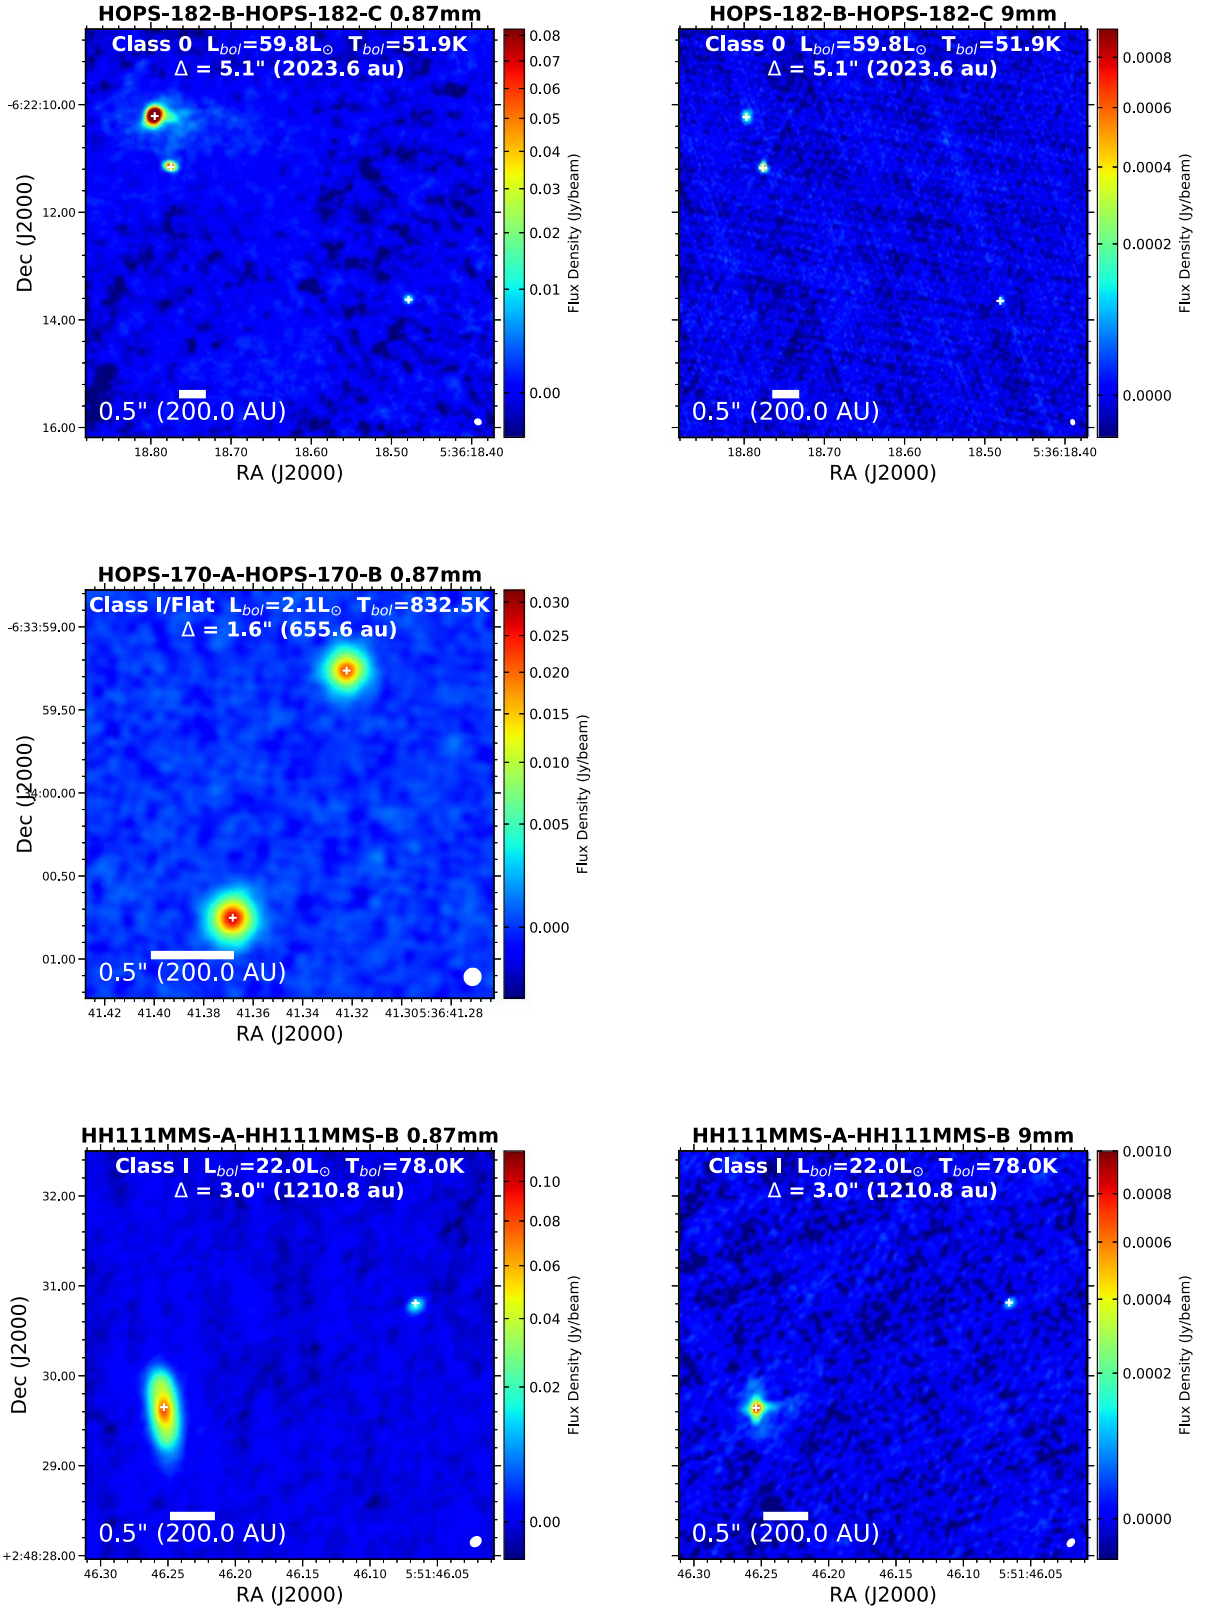 HOPS-182-B-HOPS-182-C 0.87mm
Class 0 Lbol=59.8L☉ Tbol=51.9K
Δ = 5.1" (2023.6 au)
-6:22:10.00
12.00
14.00
16.00
Dec (J2000)
0.5" (200.0 AU)
18.80 18.70 18.60 18.50 5:36:18.40
RA (J2000)
0.08
0.07
0.06
0.05
0.04
0.03
0.02
0.01
0.00
Flux Density (Jy/beam)
HOPS-182-B-HOPS-182-C 9mm
Class 0 Lbol=59.8L☉ Tbol=51.9K
Δ = 5.1" (2023.6 au)
0.5" (200.0 AU)
18.80 18.70 18.60 18.50 5:36:18.40
RA (J2000)
0.0008
0.0006
0.0004
0.0002
0.0000
Flux Density (Jy/beam)
HOPS-170-A-HOPS-170-B 0.87mm
Class I/Flat Lbol=2.1L☉ Tbol=832.5K
Δ = 1.6" (655.6 au)
-6:33:59.00
59.50
34:00.00
00.50
01.00
Dec (J2000)
0.5" (200.0 AU)
41.42 41.40 41.38 41.36 41.34 41.32 41.30 5:36:41.28
RA (J2000)
0.030
0.025
0.020
0.015
0.010
0.005
0.000
Flux Density (Jy/beam)
HH111MMS-A-HH111MMS-B 0.87mm
Class I Lbol=22.0L☉ Tbol=78.0K
Δ = 3.0" (1210.8 au)
32.00
31.00
30.00
29.00
+2:48:28.00
Dec (J2000)
0.5" (200.0 AU)
46.30 46.25 46.20 46.15 46.10 5:51:46.05
RA (J2000)
0.10
0.08
0.06
0.04
0.02
0.00
Flux Density (Jy/beam)
HH111MMS-A-HH111MMS-B 9mm
Class I Lbol=22.0L☉ Tbol=78.0K
Δ = 3.0" (1210.8 au)
0.5" (200.0 AU)
46.30 46.25 46.20 46.15 46.10 5:51:46.05
RA (J2000)
0.0010
0.0008
0.0006
0.0004
0.0002
0.0000
Flux Density (Jy/beam)